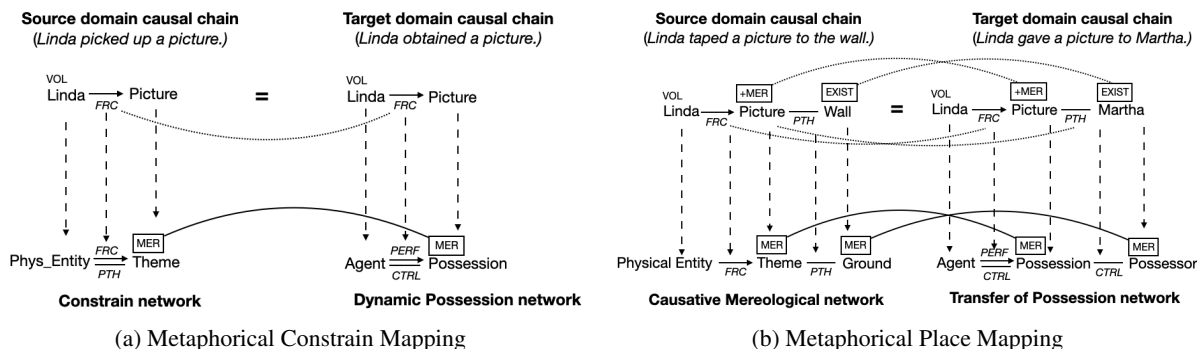 Source domain causal chain
(Linda picked up a picture.)
Target domain causal chain
(Linda obtained a picture.)
VOL
Linda
FRC
Picture
=
VOL
Linda
FRC
Picture
MER
MER
Phys_Entity
FRC
PTH
Theme
Agent
PERF
CTRL
Possession
Constrain network
Dynamic Possession network
(a) Metaphorical Constrain Mapping
Source domain causal chain
(Linda taped a picture to the wall.)
Target domain causal chain
(Linda gave a picture to Martha.)
+MER
EXIST
+MER
EXIST
VOL
Linda
FRC
Picture
PTH
Wall
=
VOL
Linda
FRC
Picture
PTH
Martha
MER
MER
MER
MER
Physical Entity
FRC
Theme
PTH
Ground
Agent
PERF
CTRL
Possession
CTRL
Possessor
Causative Mereological network
Transfer of Possession network
(b) Metaphorical Place Mapping